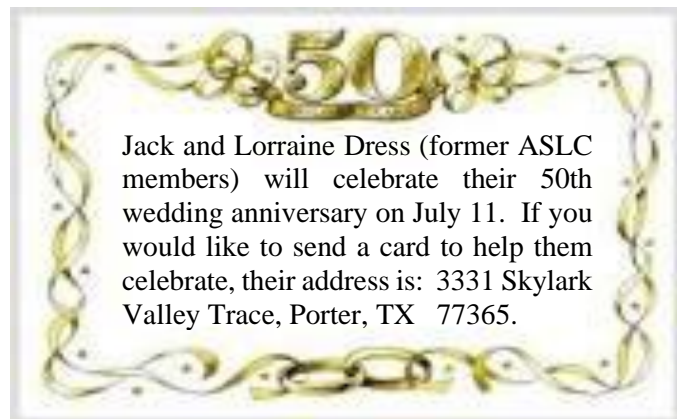 50
Jack and Lorraine Dress (former ASLC
members) will celebrate their 50th
wedding anniversary on July 11.  If you
would like to send a card to help them
celebrate, their address is:  3331 Skylark
Valley Trace, Porter, TX   77365.